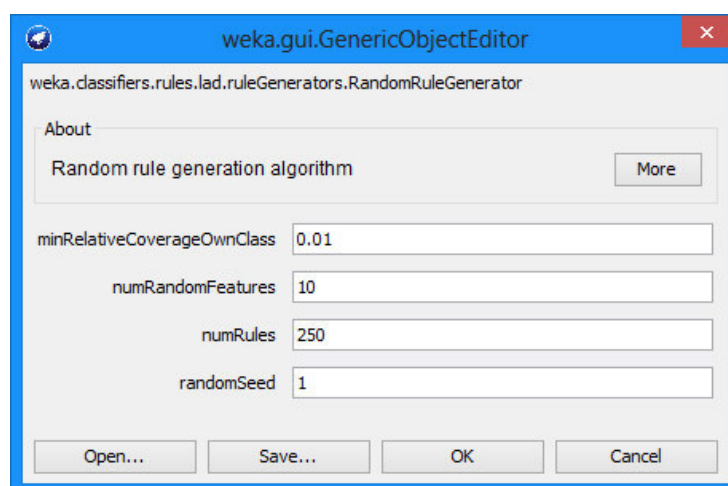 weka.gui.GenericObjectEditor
weka.classifiers.rules.lad.ruleGenerators.RandomRuleGenerator
About
Random rule generation algorithm More
minRelativeCoverageOwnClass 0.01
numRandomFeatures 10
numRules 250
randomSeed 1
Open... Save... OK Cancel